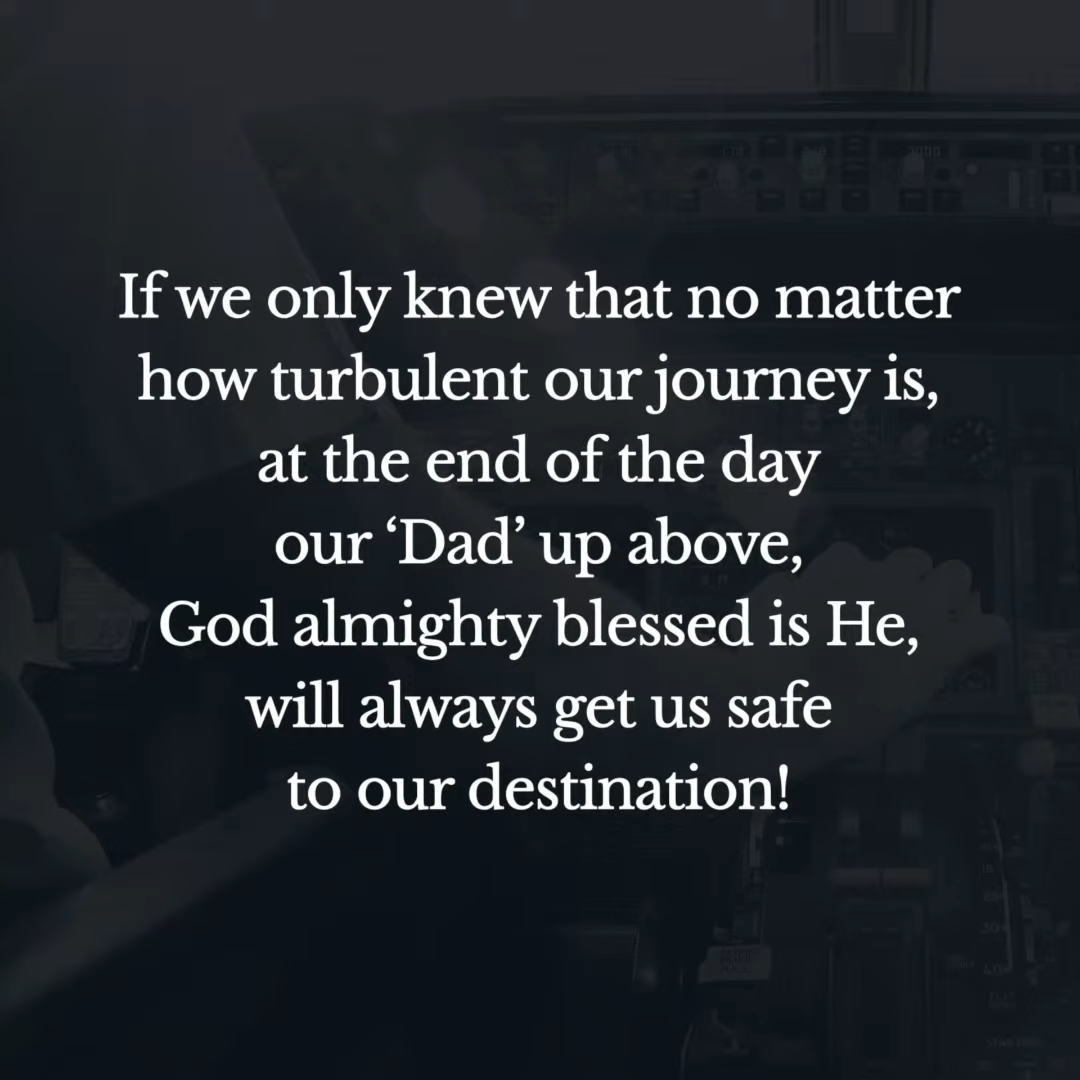 If we only knew that no matter
how turbulent our journey is,
at the end of the day
our ‘Dad’ up above,
God almighty blessed is He,
will always get us safe
to our destination!